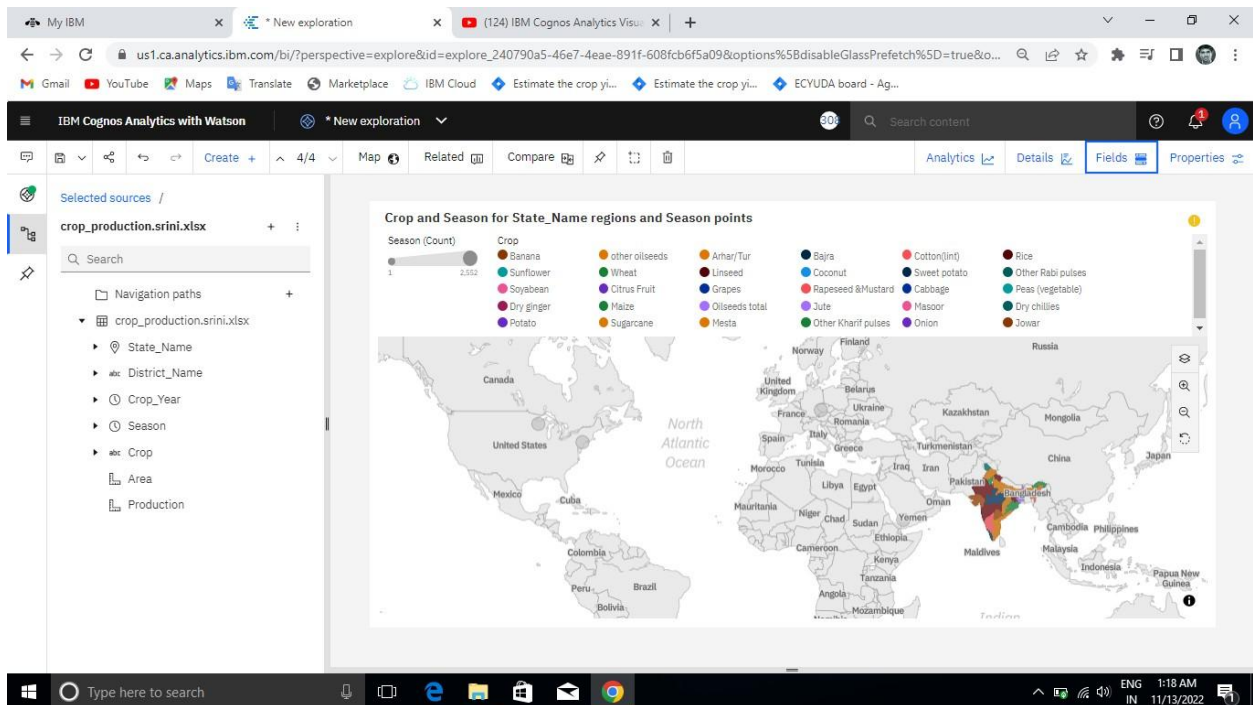 My IBM
* New exploration
(124) IBM Cognos Analytics Visua
us1.ca.analytics.ibm.com/bi/?perspective=explore&id=explore_240790a5-46e7-4eae-891f-608fcb6f5a09&options%5BdisableGlassPrefetch%5D=true&o...
Gmail YouTube Maps Translate Marketplace IBM Cloud Estimate the crop yi... Estimate the crop yi... ECYUDA board - Ag...
IBM Cognos Analytics with Watson * New exploration Search content 1
Create + 4/4 Map Related Compare Analytics Details Fields Properties
Selected sources /
crop_production.srini.xlsx
Search
Navigation paths
crop_production.srini.xlsx
State_Name
abc District_Name
Crop_Year
Season
abc Crop
Area
Production
Crop and Season for State_Name regions and Season points
Season (Count)
1 2,552
Crop
Banana other oilseeds Arhar/Tur Bajra Cotton(lint) Rice
Sunflower Wheat Linseed Coconut Sweet potato Other Rabi pulses
Soyabean Citrus Fruit Grapes Rapeseed &Mustard Cabbage Peas (vegetable)
Dry ginger Maize Oilseeds total Jute Masoor Dry chillies
Potato Sugarcane Mesta Other Kharif pulses Onion Jowar
Norway Finland Russia
Canada
United Kingdom
Belarus
Ukraine
France
Romania
Kazakhstan
Mongolia
North Atlantic Ocean
United States
Spain
Italy
Greece
Turkmenistan
China
Japan
Morocco
Tunisia
Iraq
Iran
Pakistan
Libya
Egypt
Bangladesh
Oman
Mexico
Cuba
Mauritania
Niger
Chad
Sudan
Yemen
Cambodia
Philippines
Ethiopia
Colombia
Cameroon
Kenya
Maldives
Malaysia
Indonesia
Papua New Guinea
Tanzania
Peru
Brazil
Angola
Bolivia
Mozambique
Indian
Type here to search
ENG
IN
1:18 AM
11/13/2022